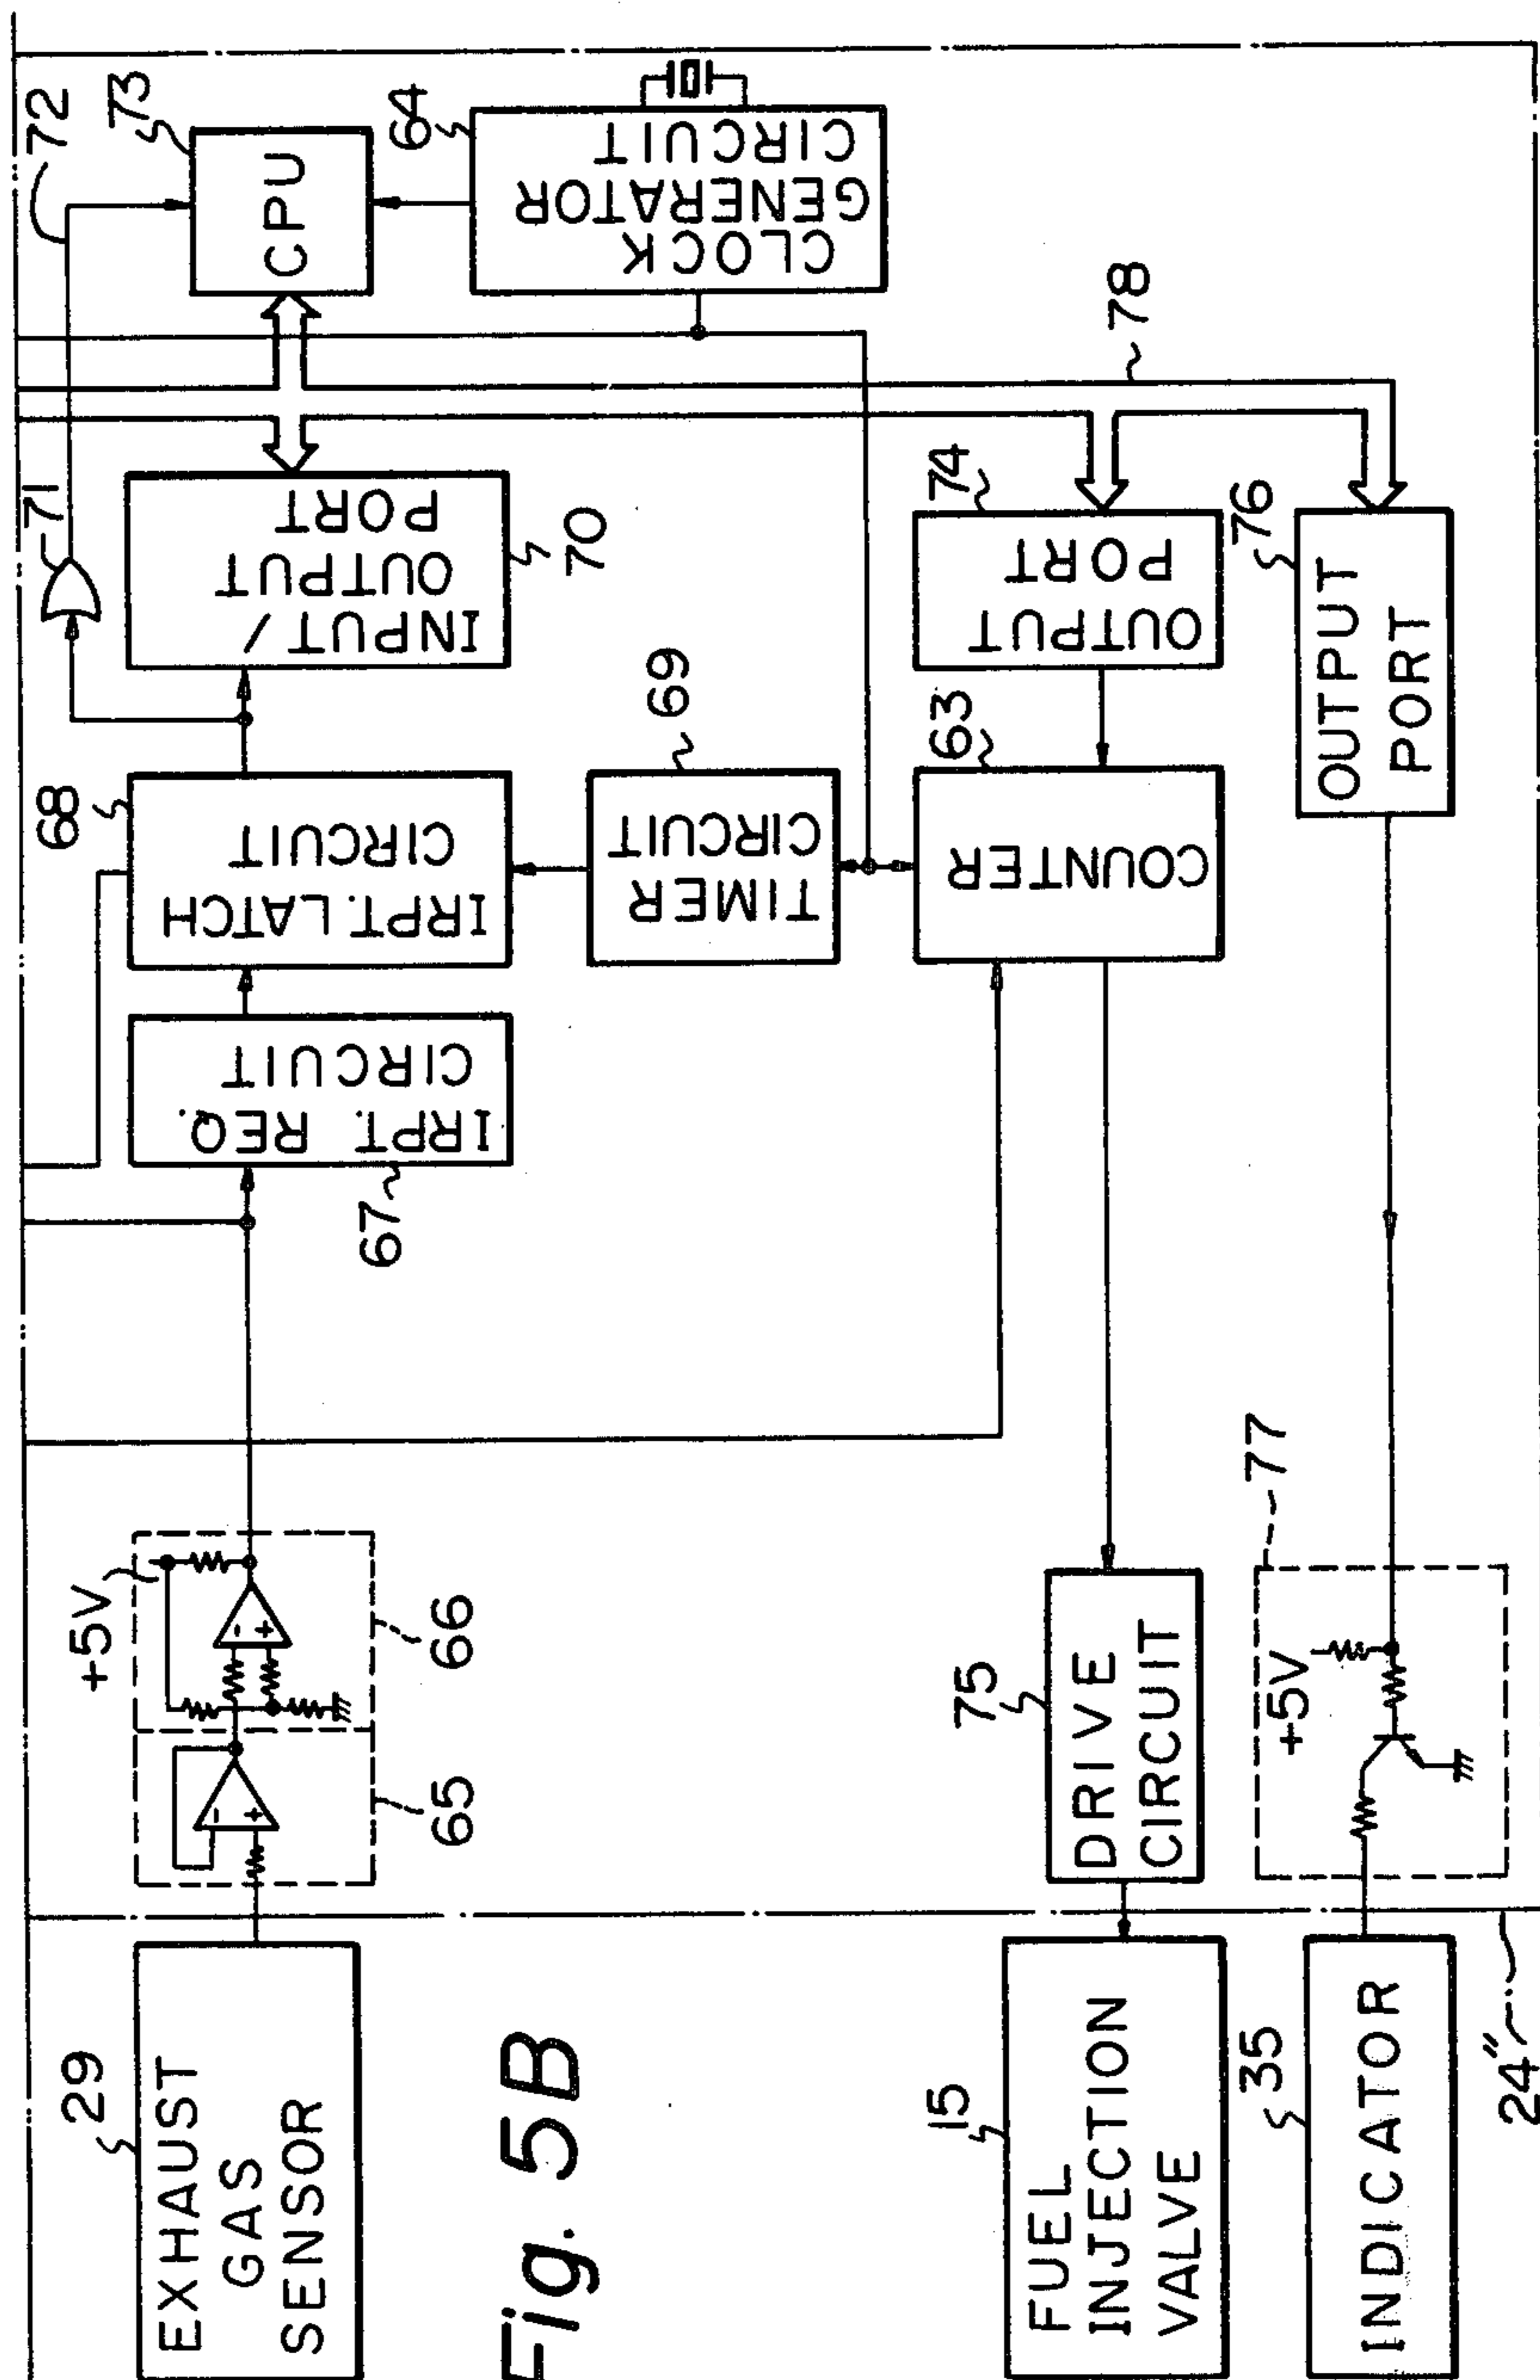 Fig. 5B
29
EXHAUST
GAS
SENSOR
65
66
+5V
67
IRPT. REQ.
CIRCUIT
68
IRPT. LATCH
CIRCUIT
69
TIMER
CIRCUIT
70
INPUT/
OUTPUT
PORT
71
72
73
CPU
64
CLOCK
GENERATOR
CIRCUIT
15
FUEL
INJECTION
VALVE
75
DRIVE
CIRCUIT
63
COUNTER
74
OUTPUT
PORT
78
35
INDICATOR
77
+5V
76
OUTPUT
PORT
24"